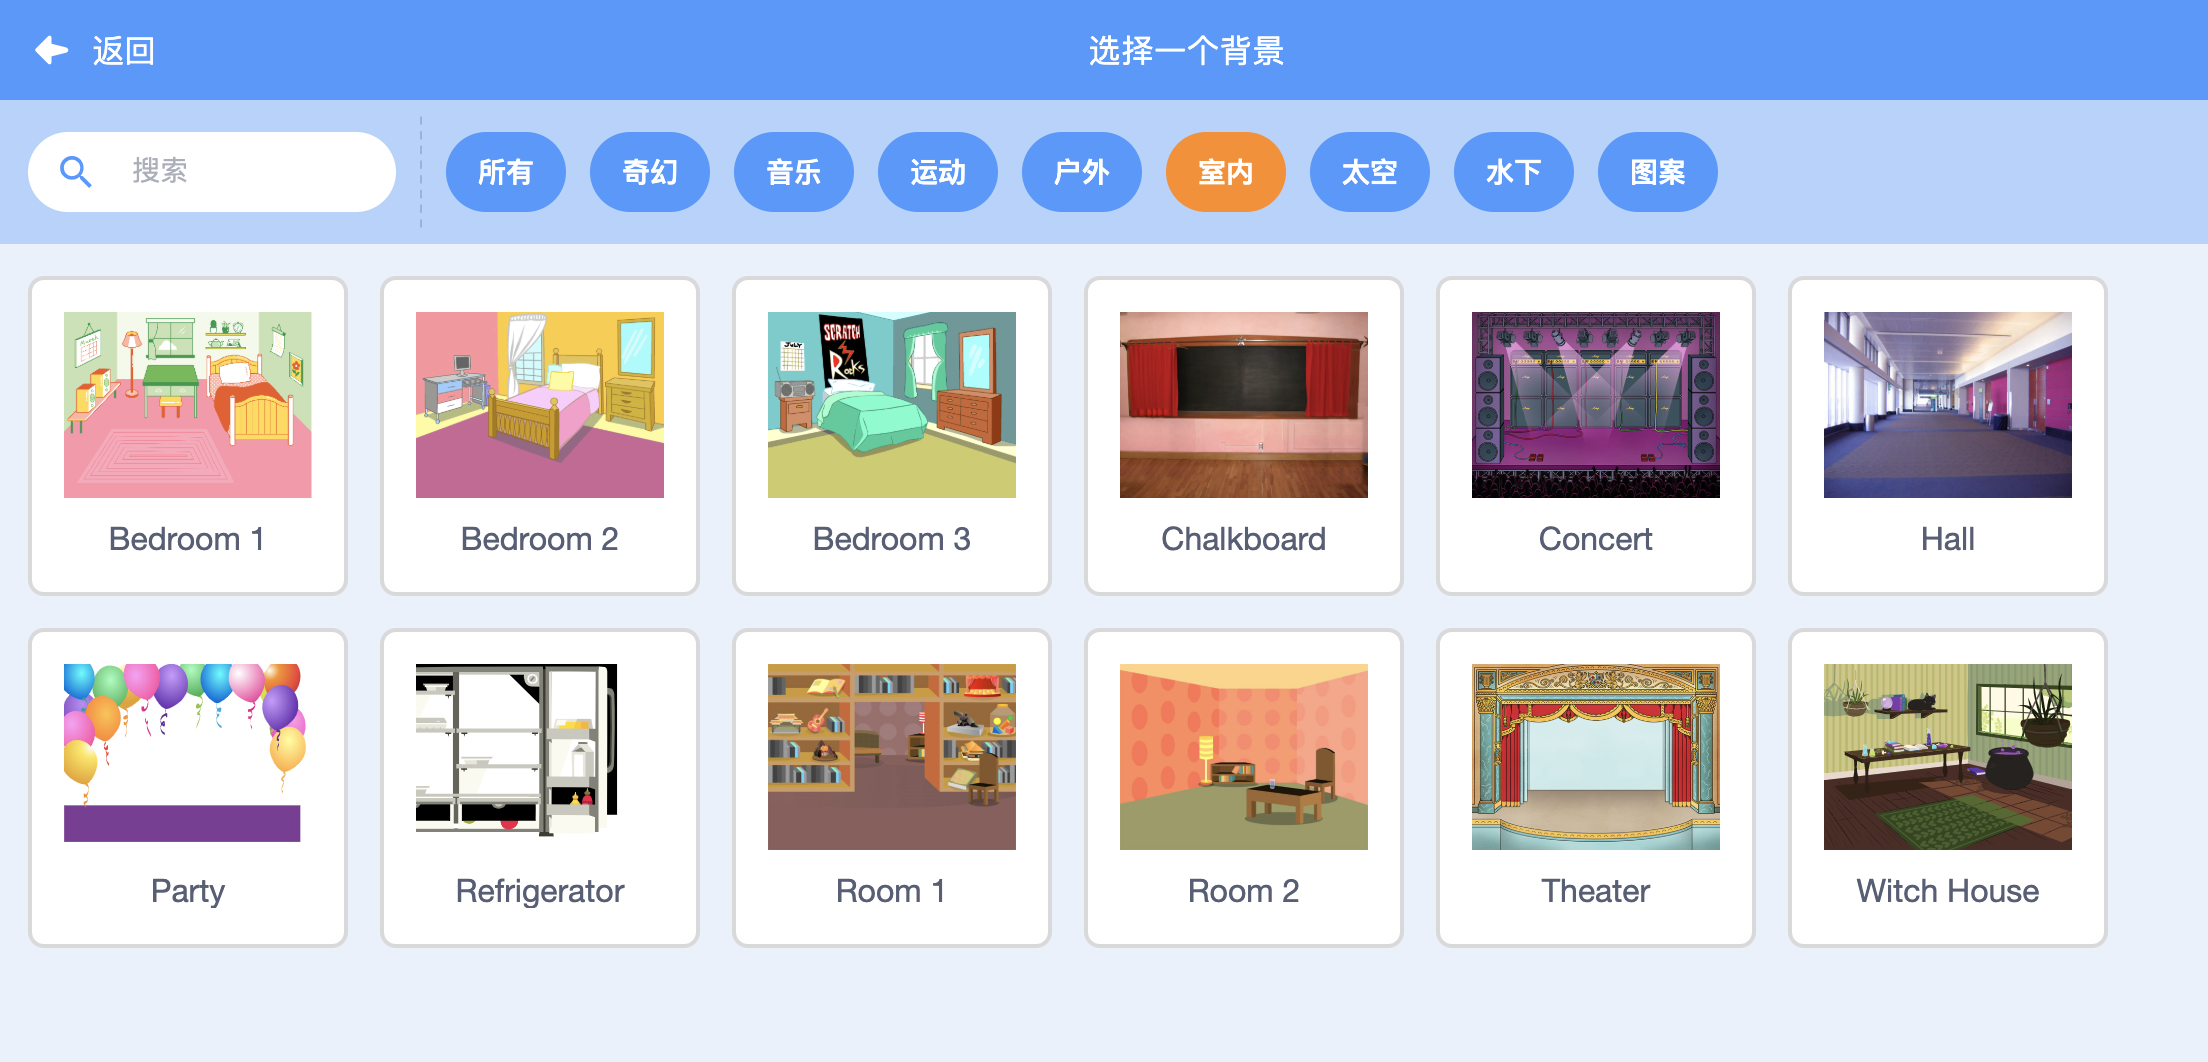 返回
选择一个背景
搜索
所有
奇幻
音乐
运动
户外
室内
太空
水下
图案
March
JULY
SCRATCH
Rocks
Bedroom 1
Bedroom 2
Bedroom 3
Chalkboard
Concert
Hall
Party
Refrigerator
Room 1
Room 2
Theater
Witch House